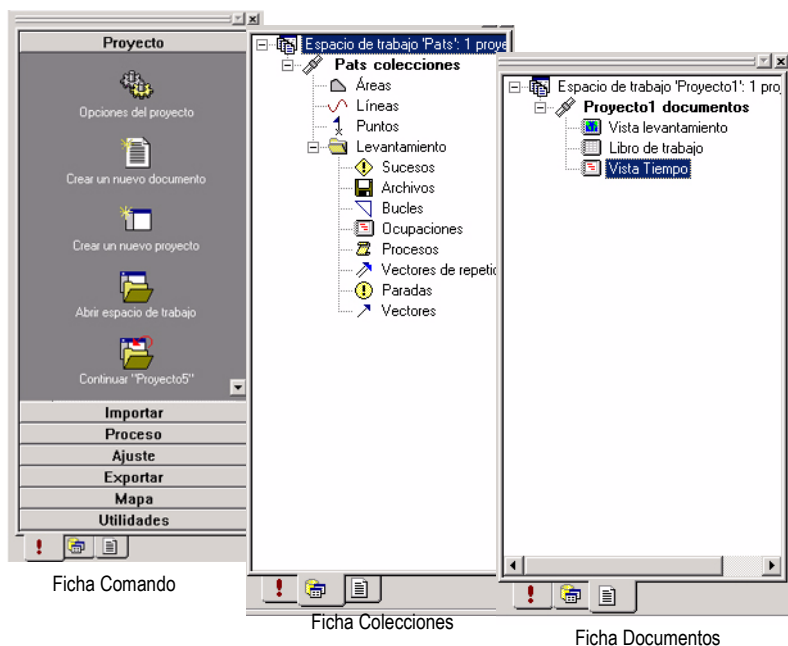 Proyecto
Opciones del proyecto
Crear un nuevo documento
Crear un nuevo proyecto
Abrir espacio de trabajo
Continuar "Proyecto5"
Importar
Proceso
Ajuste
Exportar
Mapa
Utilidades
Ficha Comando
Espacio de trabajo 'Pats': 1 proye
Pats colecciones
Áreas
Líneas
Puntos
Levantamiento
Sucesos
Archivos
Bucles
Ocupaciones
Procesos
Vectores de repetic
Paradas
Vectores
Ficha Colecciones
Espacio de trabajo 'Proyecto1': 1 pro
Proyecto1 documentos
Vista levantamiento
Libro de trabajo
Vista Tiempo
Ficha Documentos